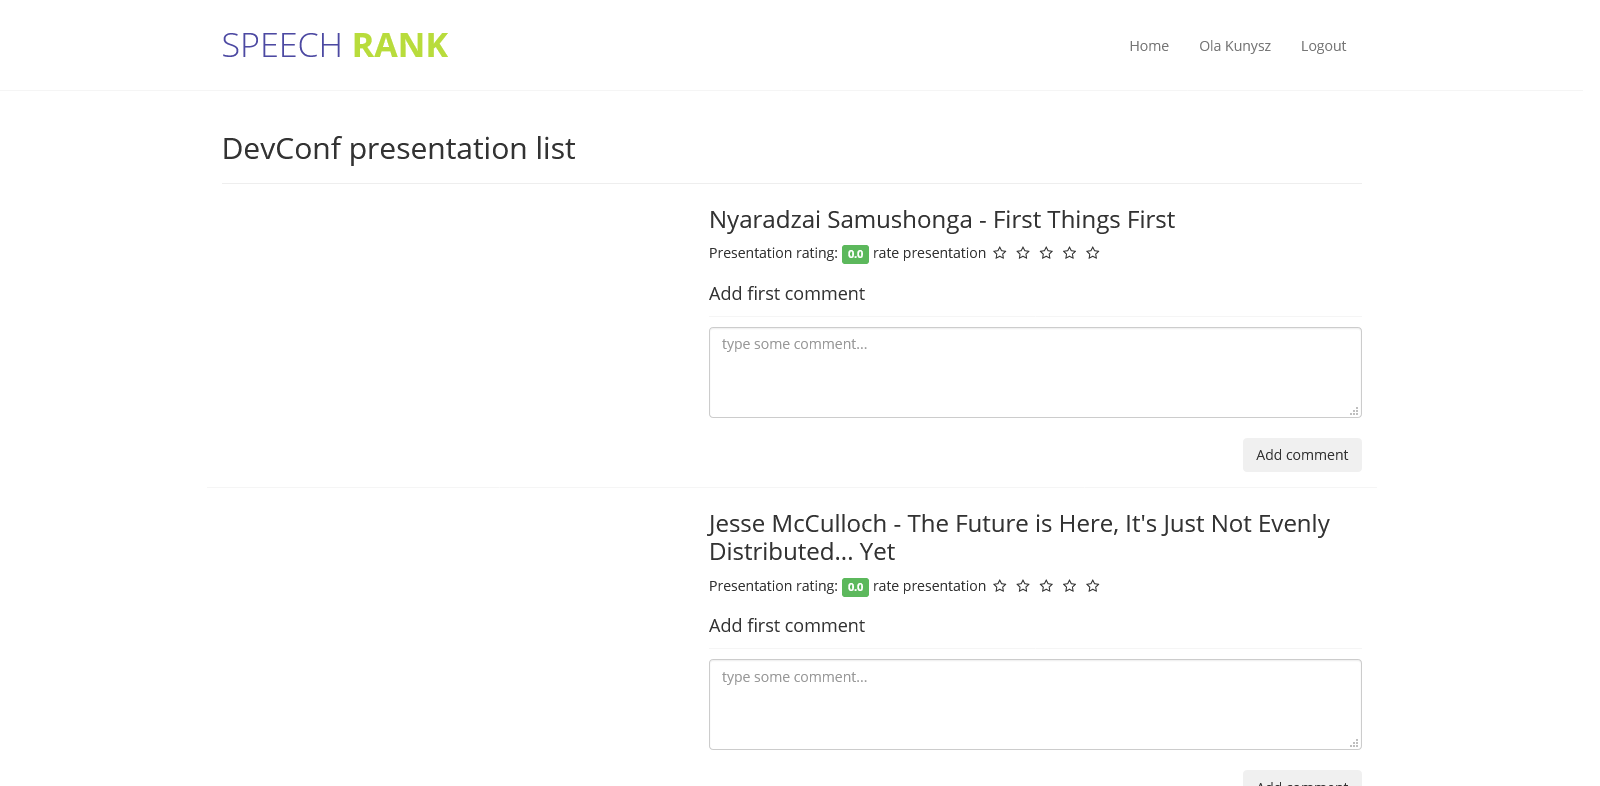 SPEECH RANK
Home
Ola Kunysz
Logout
DevConf presentation list
Nyaradzai Samushonga - First Things First
Presentation rating: 0.0 rate presentation
Add first comment
type some comment...
Add comment
Jesse McCulloch - The Future is Here, It's Just Not Evenly
Distributed... Yet
Presentation rating: 0.0 rate presentation
Add first comment
type some comment...
Add comment